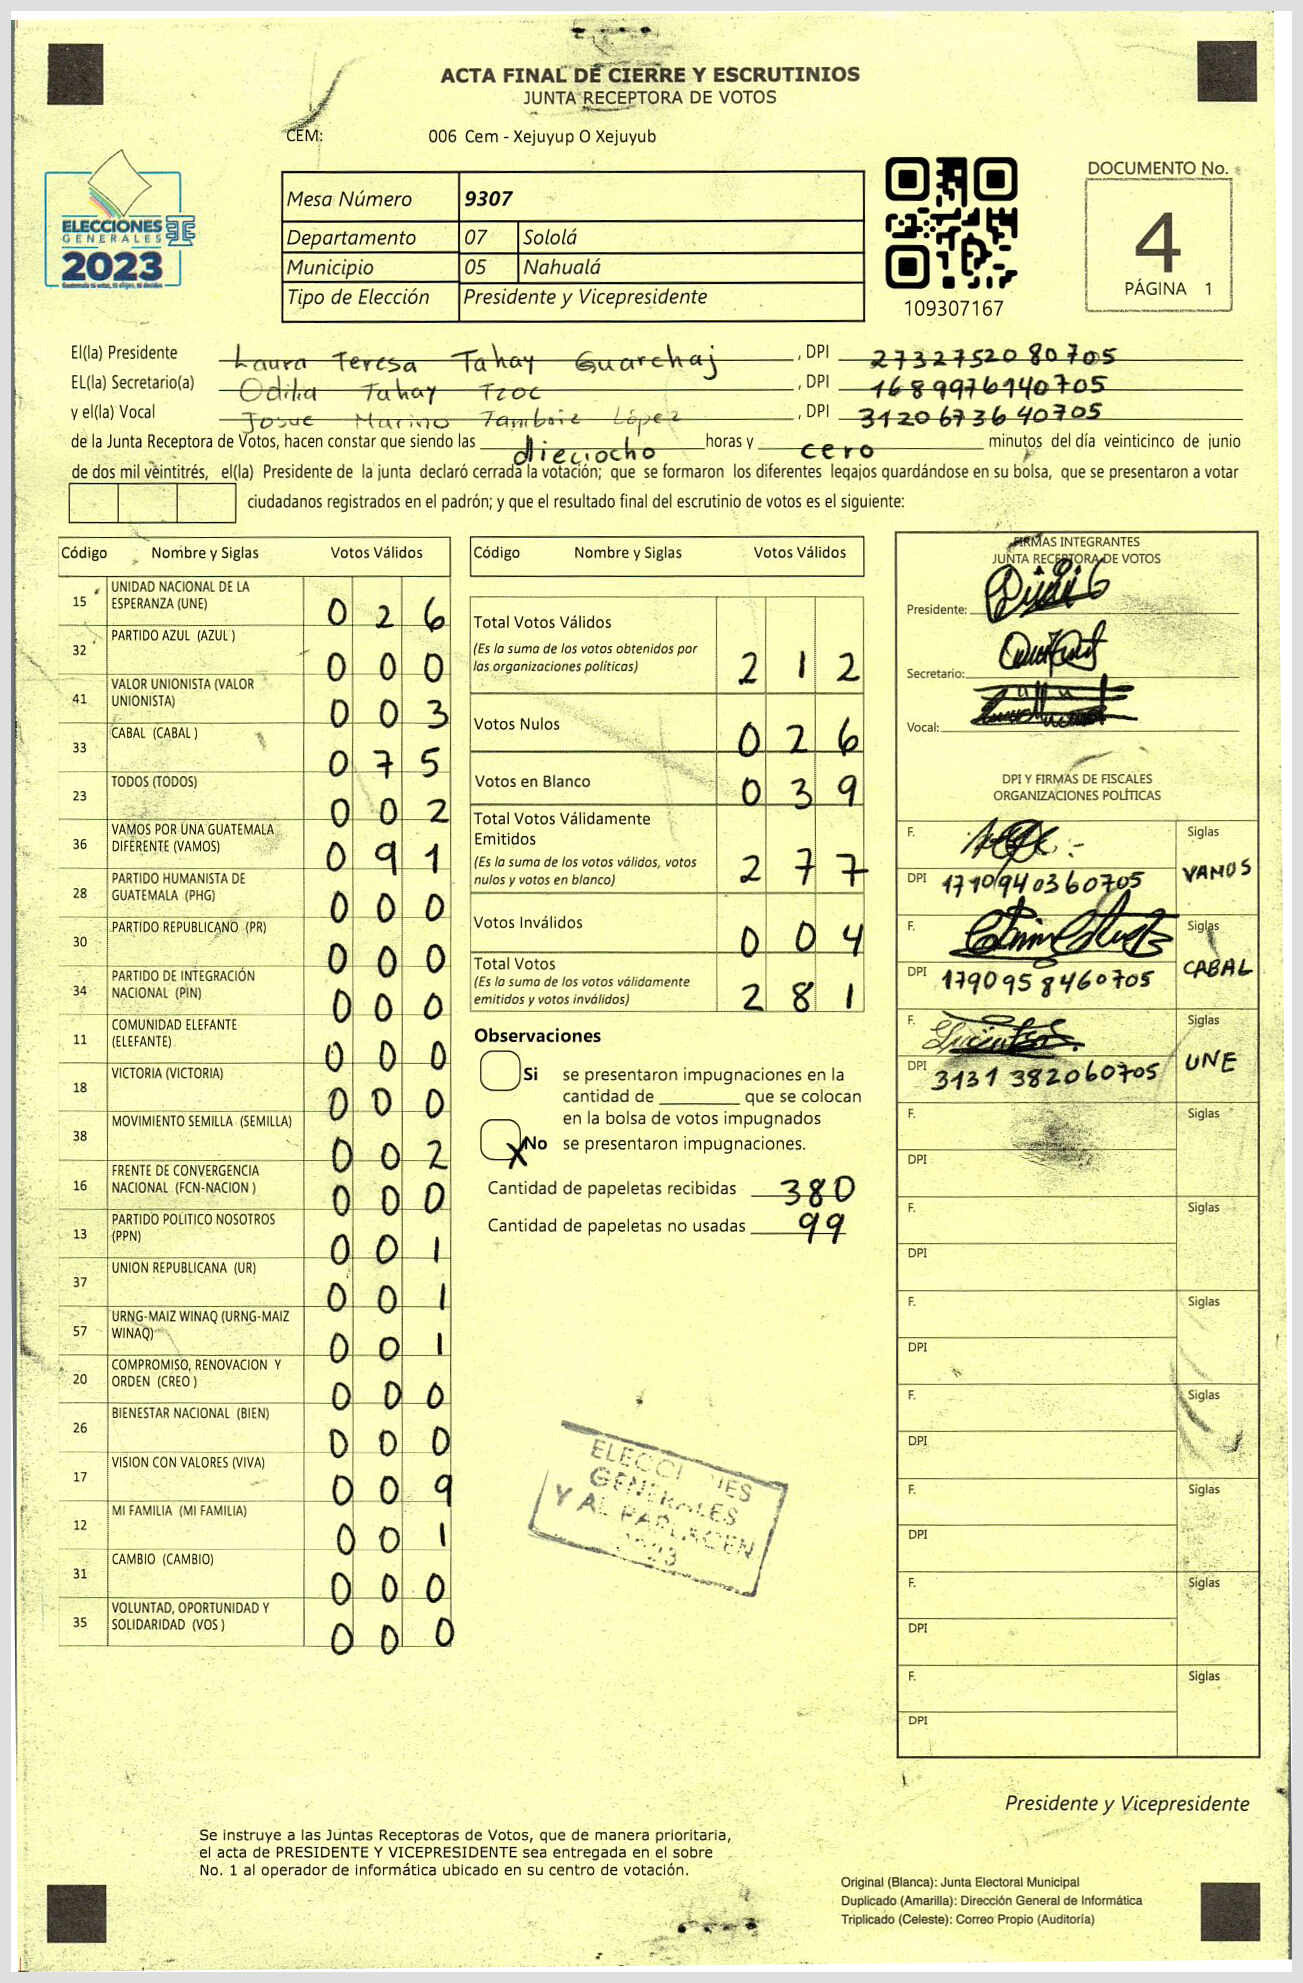 ACTA FINAL DE CIERRE Y ESCRUTINIOS
JUNTA RECEPTORA DE VOTOS
CEM: 006 Cem - Xejuyup O Xejuyub
ELECCIONES
GENERALES
2023
Mesa Número 9307
Departamento 07 Sololá
Municipio 05 Nahualá
Tipo de Elección Presidente y Vicepresidente
109307167
DOCUMENTO No.
4
PÁGINA 1
El(la) Presidente Laura Teresa Tahay Guarchaj , DPI 2732752080705
EL(la) Secretario(a) Odilia Tahay Tzoc , DPI 1689976140705
y el(la) Vocal Josue Marino Tambriz López , DPI 3120673640705
de la Junta Receptora de Votos, hacen constar que siendo las dieciocho horas y cero minutos del día veinticinco de junio
de dos mil veintitrés, el(la) Presidente de la junta declaró cerrada la votación; que se formaron los diferentes legajos guardándose en su bolsa, que se presentaron a votar
ciudadanos registrados en el padrón; y que el resultado final del escrutinio de votos es el siguiente:
Código Nombre y Siglas Votos Válidos
15 UNIDAD NACIONAL DE LA
ESPERANZA (UNE) 0 2 6
32 PARTIDO AZUL (AZUL ) 0 0 0
41 VALOR UNIONISTA (VALOR
UNIONISTA) 0 0 3
33 CABAL (CABAL ) 0 7 5
23 TODOS (TODOS) 0 0 2
36 VAMOS POR UNA GUATEMALA
DIFERENTE (VAMOS) 0 9 1
28 PARTIDO HUMANISTA DE
GUATEMALA (PHG) 0 0 0
30 PARTIDO REPUBLICANO (PR) 0 0 0
34 PARTIDO DE INTEGRACIÓN
NACIONAL (PIN) 0 0 0
11 COMUNIDAD ELEFANTE
(ELEFANTE) 0 0 0
18 VICTORIA (VICTORIA) 0 0 0
38 MOVIMIENTO SEMILLA (SEMILLA) 0 0 2
16 FRENTE DE CONVERGENCIA
NACIONAL (FCN-NACION ) 0 0 0
13 PARTIDO POLITICO NOSOTROS
(PPN) 0 0 1
37 UNION REPUBLICANA (UR) 0 0 1
57 URNG-MAIZ WINAQ (URNG-MAIZ
WINAQ) 0 0 1
20 COMPROMISO, RENOVACION Y
ORDEN (CREO ) 0 0 0
26 BIENESTAR NACIONAL (BIEN) 0 0 0
17 VISION CON VALORES (VIVA) 0 0 9
12 MI FAMILIA (MI FAMILIA) 0 0 1
31 CAMBIO (CAMBIO) 0 0 0
35 VOLUNTAD, OPORTUNIDAD Y
SOLIDARIDAD (VOS ) 0 0 0
Código Nombre y Siglas Votos Válidos
Total Votos Válidos
(Es la suma de los votos obtenidos por
las organizaciones políticas) 2 1 2
Votos Nulos 0 2 6
Votos en Blanco 0 3 9
Total Votos Válidamente
Emitidos
(Es la suma de los votos válidos, votos
nulos y votos en blanco) 2 7 7
Votos Inválidos 0 0 4
Total Votos
(Es la suma de los votos válidamente
emitidos y votos inválidos) 2 8 1
Observaciones
Si se presentaron impugnaciones en la
cantidad de que se colocan
en la bolsa de votos impugnados
X No se presentaron impugnaciones.
Cantidad de papeletas recibidas 380
Cantidad de papeletas no usadas 99
ELECCIONES
GENERALES
Y AL PARLACEN
2023
FIRMAS INTEGRANTES
JUNTA RECEPTORA DE VOTOS
Presidente:
Secretario:
Vocal:
DPI Y FIRMAS DE FISCALES
ORGANIZACIONES POLÍTICAS
F. Siglas
DPI 1710940360705 VAMOS
F. Siglas
DPI 1790958460705 CABAL
F. Siglas
DPI 3131382060705 UNE
F. Siglas
DPI
F. Siglas
DPI
F. Siglas
DPI
F. Siglas
DPI
F. Siglas
DPI
F. Siglas
DPI
F. Siglas
DPI
Presidente y Vicepresidente
Se instruye a las Juntas Receptoras de Votos, que de manera prioritaria,
el acta de PRESIDENTE Y VICEPRESIDENTE sea entregada en el sobre
No. 1 al operador de informática ubicado en su centro de votación.
Original (Blanca): Junta Electoral Municipal
Duplicado (Amarilla): Dirección General de Informática
Triplicado (Celeste): Correo Propio (Auditoría)